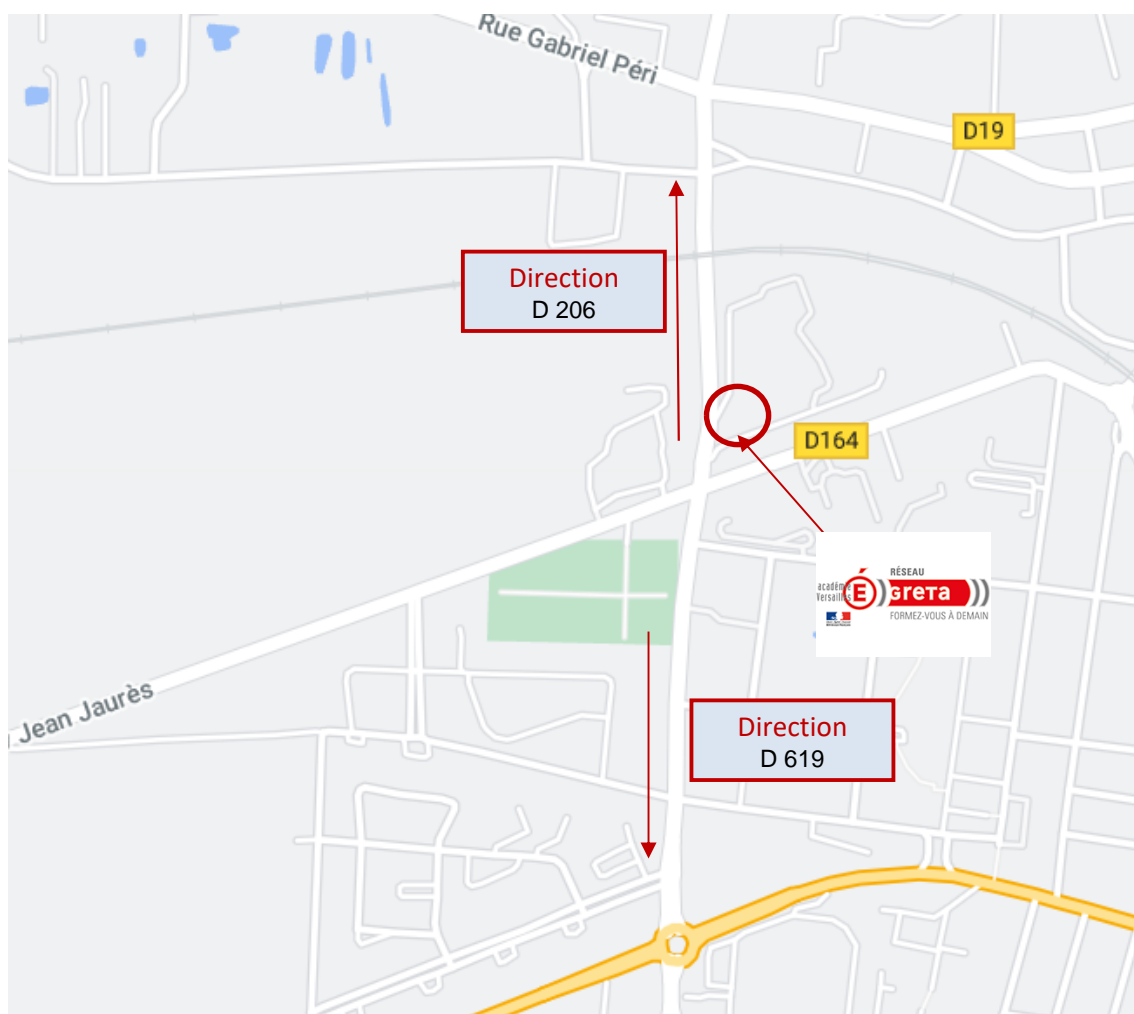 Rue Gabriel Péri
D19
Direction
D 206
D164
RÉSEAU
académie
Versailles
É
GRETA
FORMEZ-VOUS À DEMAIN
Jean Jaurès
Direction
D 619